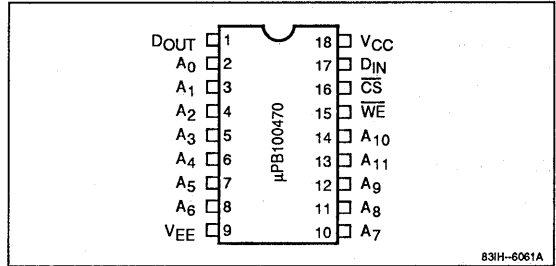 DOUT 1 18 VCC
A0 2 17 DIN
A1 3 16 CS
A2 4 15 WE
A3 5 14 A10
A4 6 13 A11
A5 7 12 A9
A6 8 11 A8
VEE 9 10 A7
µPB100470
83IH-6061A